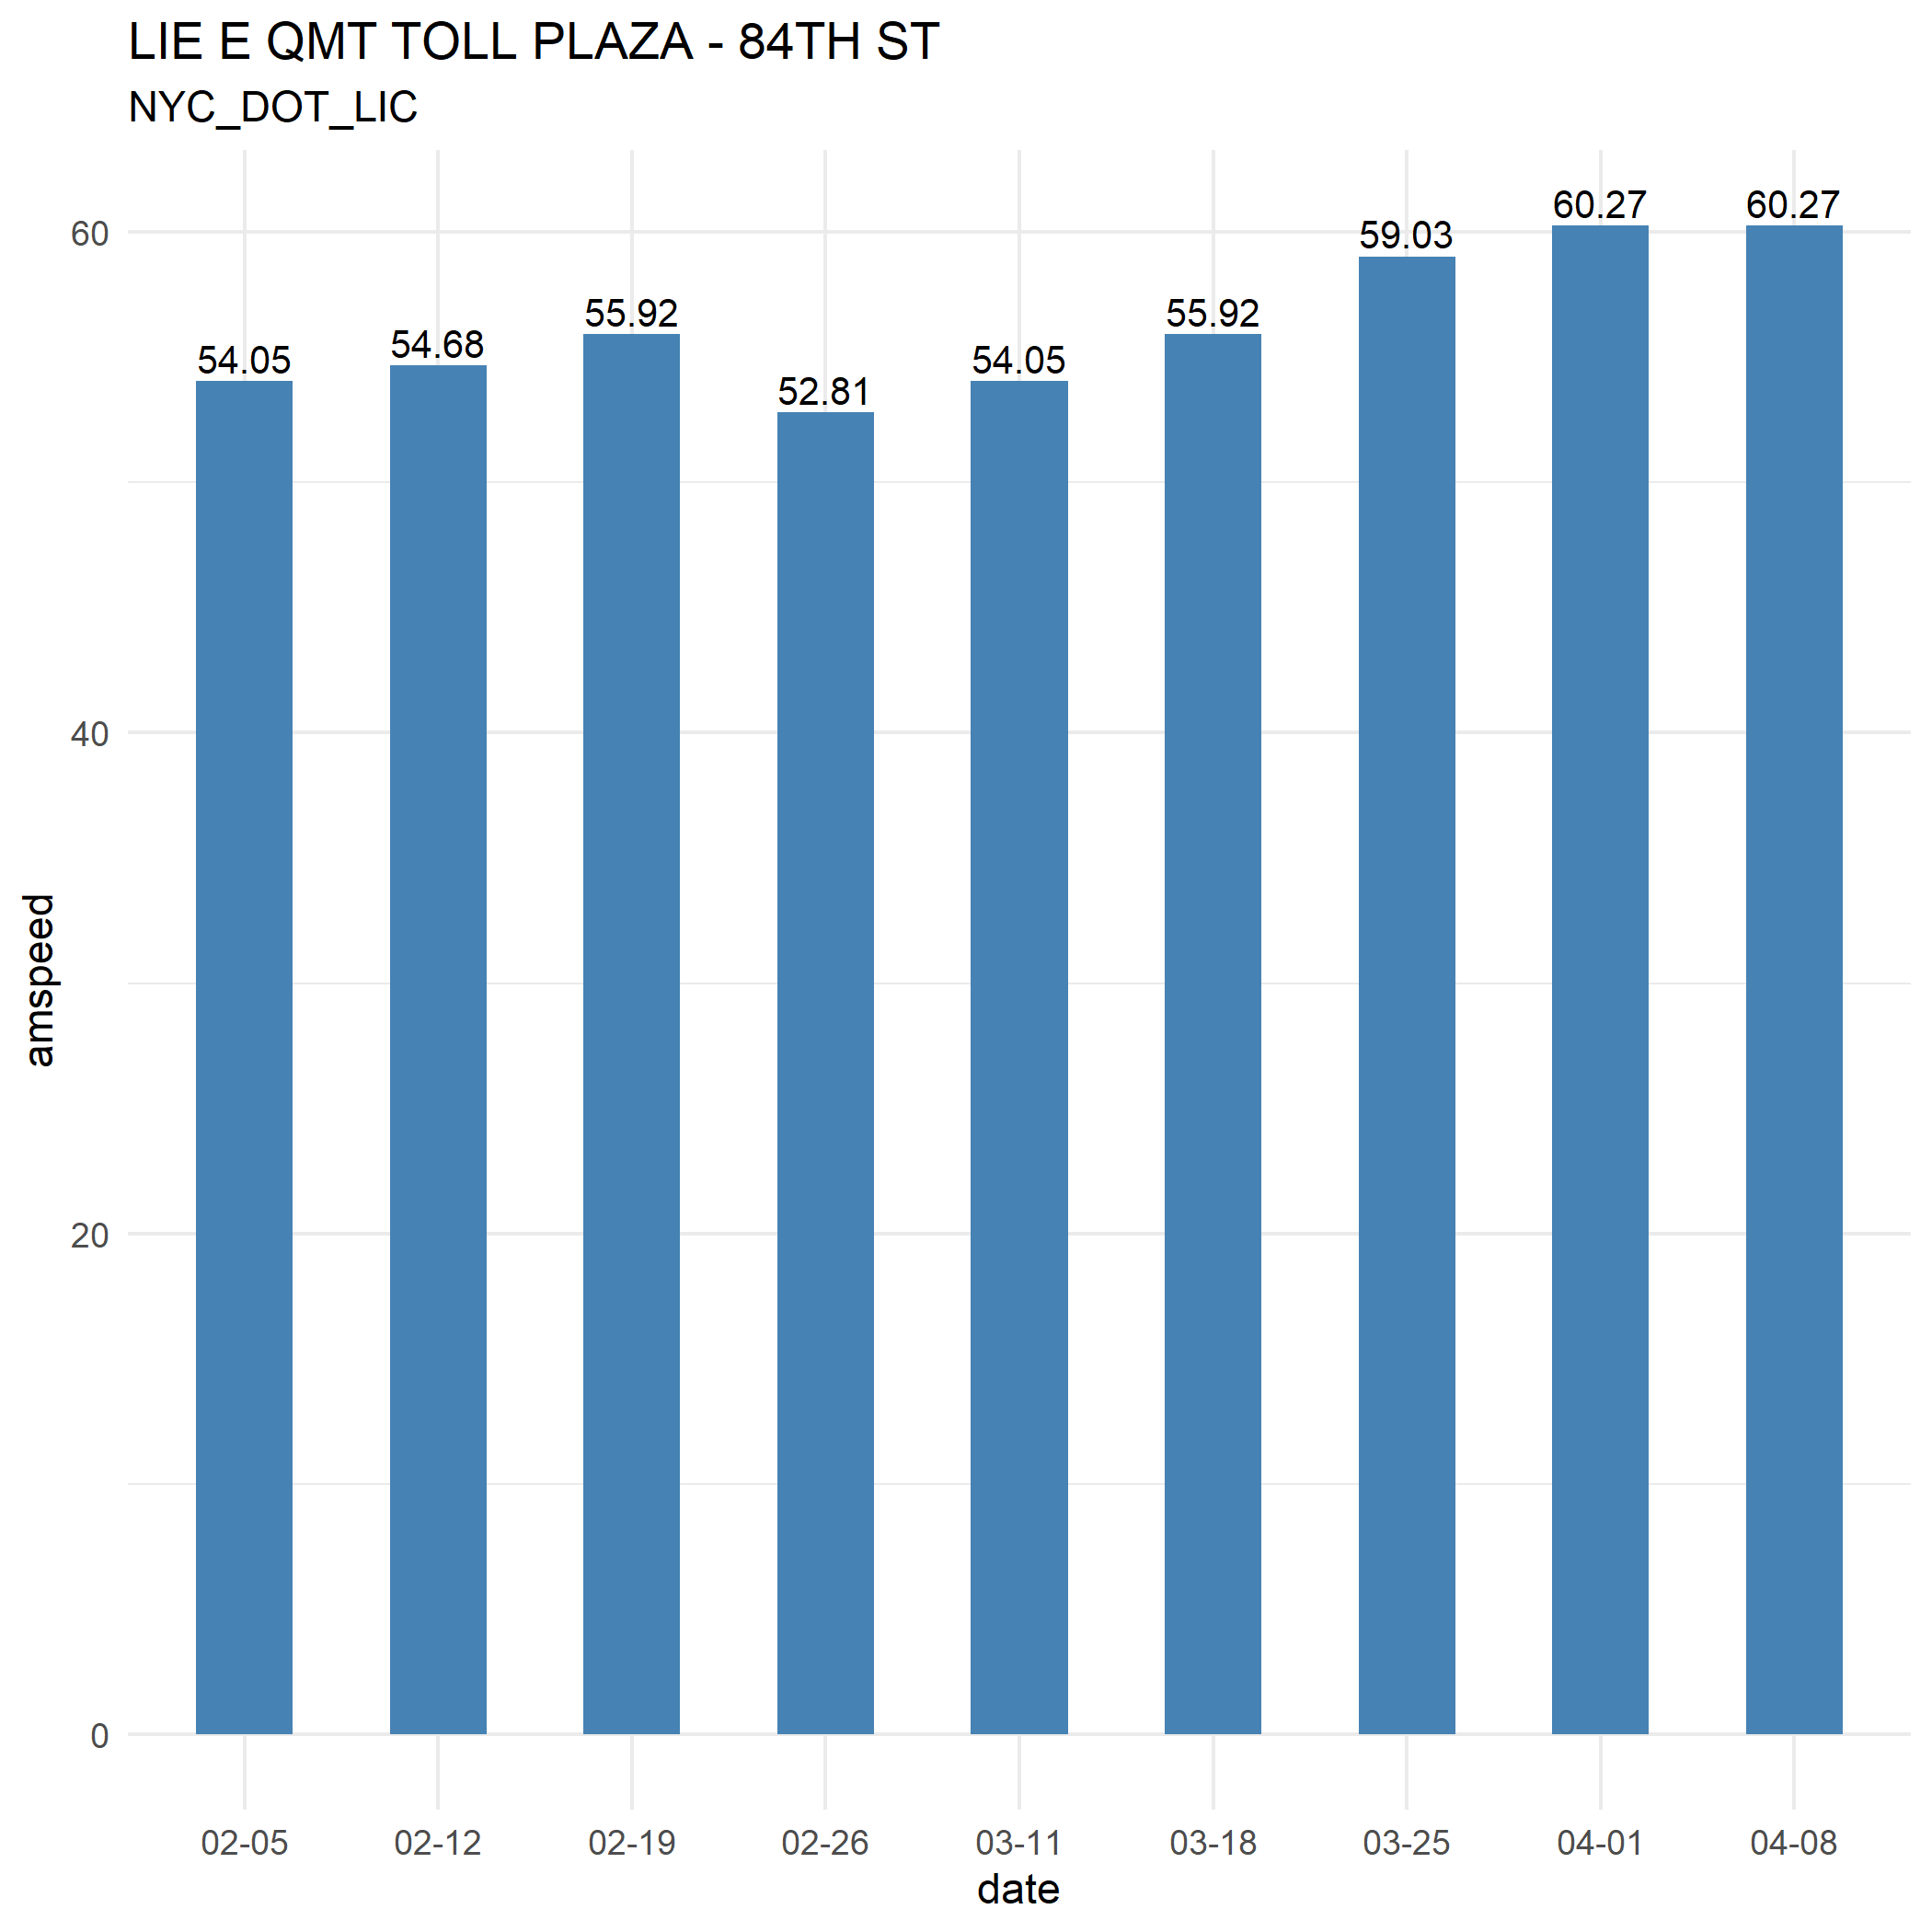 LIE E QMT TOLL PLAZA - 84TH ST
NYC_DOT_LIC
60.27 60.27
59.03
55.92 55.92
54.68
54.05 54.05
52.81
60
40
20
0
amspeed
02-05 02-12 02-19 02-26 03-11 03-18 03-25 04-01 04-08
date